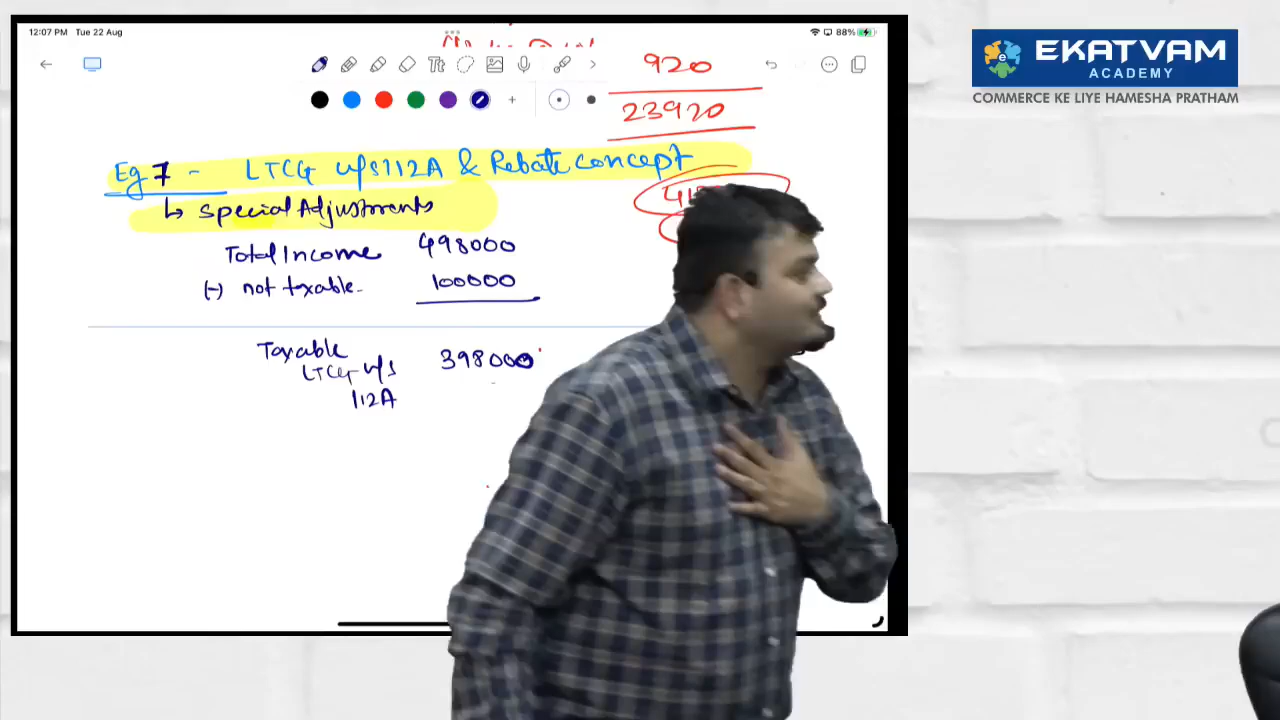 12:07 PM Tue 22 Aug
88%
EKATVAM
ACADEMY
COMMERCE KE LIYE HAMESHA PRATHAM
Tt
920
23920
Eg 7 - LTCG u/s 112A & Rebate concept
↳ Special Adjustments
Total Income 498000
(-) not taxable. 100000
Taxable 398000
LTCG u/s
112A